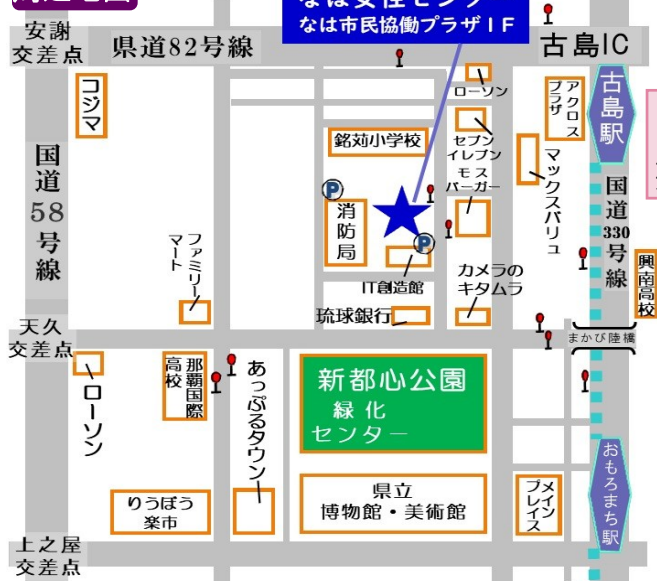 周辺地図
なは女性センター
なは市民協働プラザ1F
安謝
交差点
県道82号線
古島IC
コジマ
ローソン
アクロス
プラザ
古島駅
銘苅小学校
セブン
イレブン
モス
バーガー
マックスバリュ
国道58号線
国道330号線
P
消防局
P
ファミリー
マート
IT創造館
カメラの
キタムラ
興南高校
琉球銀行
天久
交差点
まかび陸橋
ローソン
那覇国際
高校
あっぷるタウン
新都心公園
緑化
センター
おもろまち駅
りうぼう
楽市
県立
博物館・美術館
メイン
プレイス
上之屋
交差点